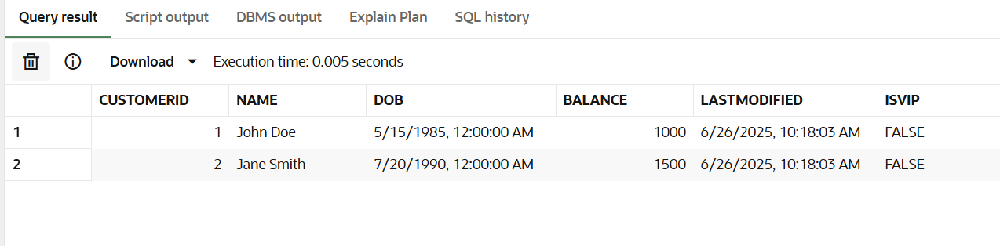 Query result Script output DBMS output Explain Plan SQL history
Download Execution time: 0.005 seconds
CUSTOMERID NAME DOB BALANCE LASTMODIFIED ISVIP
1 1 John Doe 5/15/1985, 12:00:00 AM 1000 6/26/2025, 10:18:03 AM FALSE
2 2 Jane Smith 7/20/1990, 12:00:00 AM 1500 6/26/2025, 10:18:03 AM FALSE